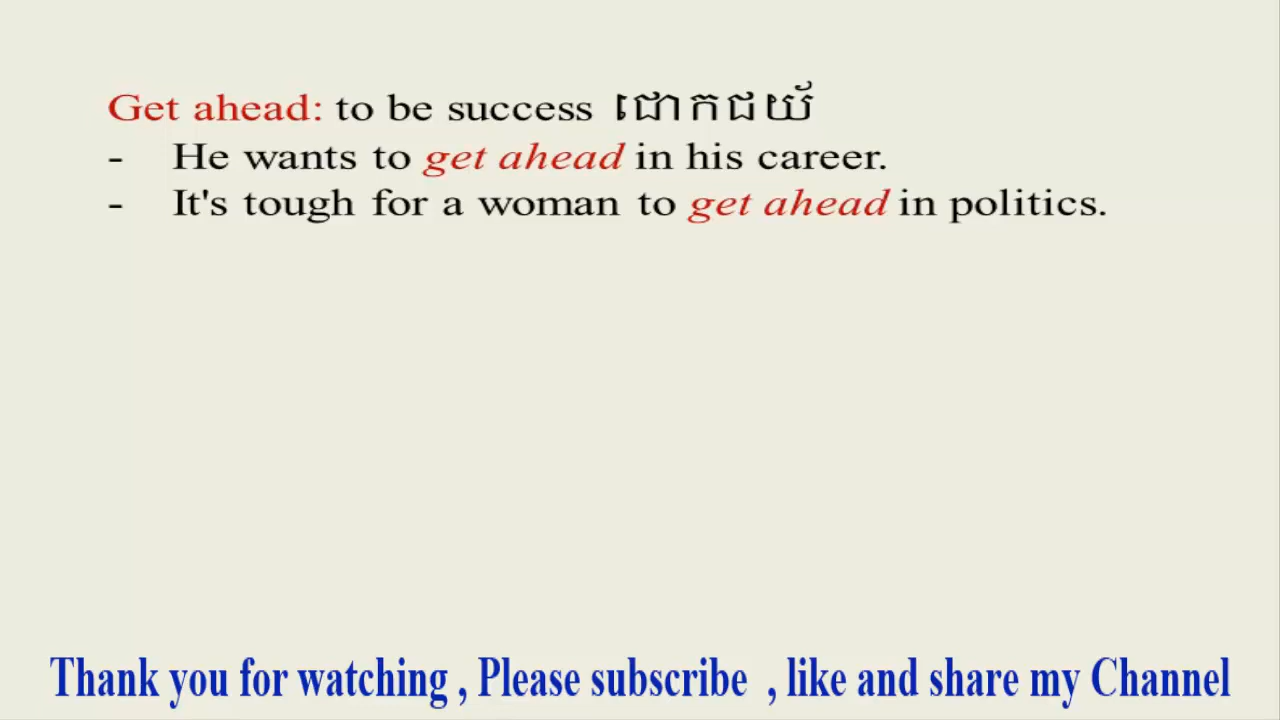 Get ahead: to be success ជោកជយ័
- He wants to get ahead in his career.
- It's tough for a woman to get ahead in politics.
Thank you for watching , Please subscribe , like and share my Channel